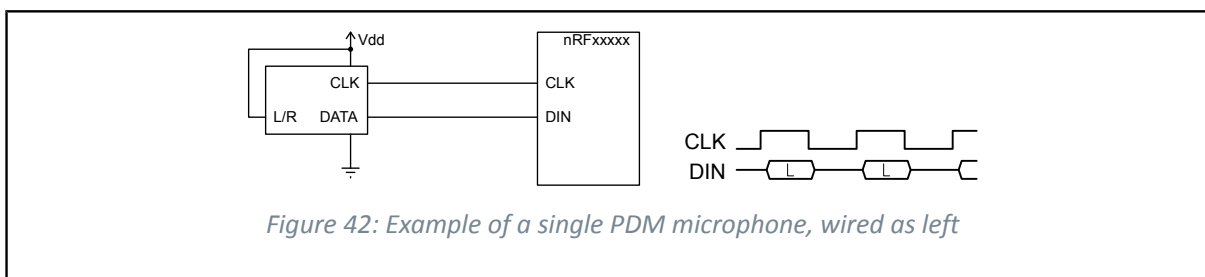 Vdd
nRFxxxxx
CLK
CLK
L/R DATA
DIN
CLK
DIN L L
Figure 42: Example of a single PDM microphone, wired as left